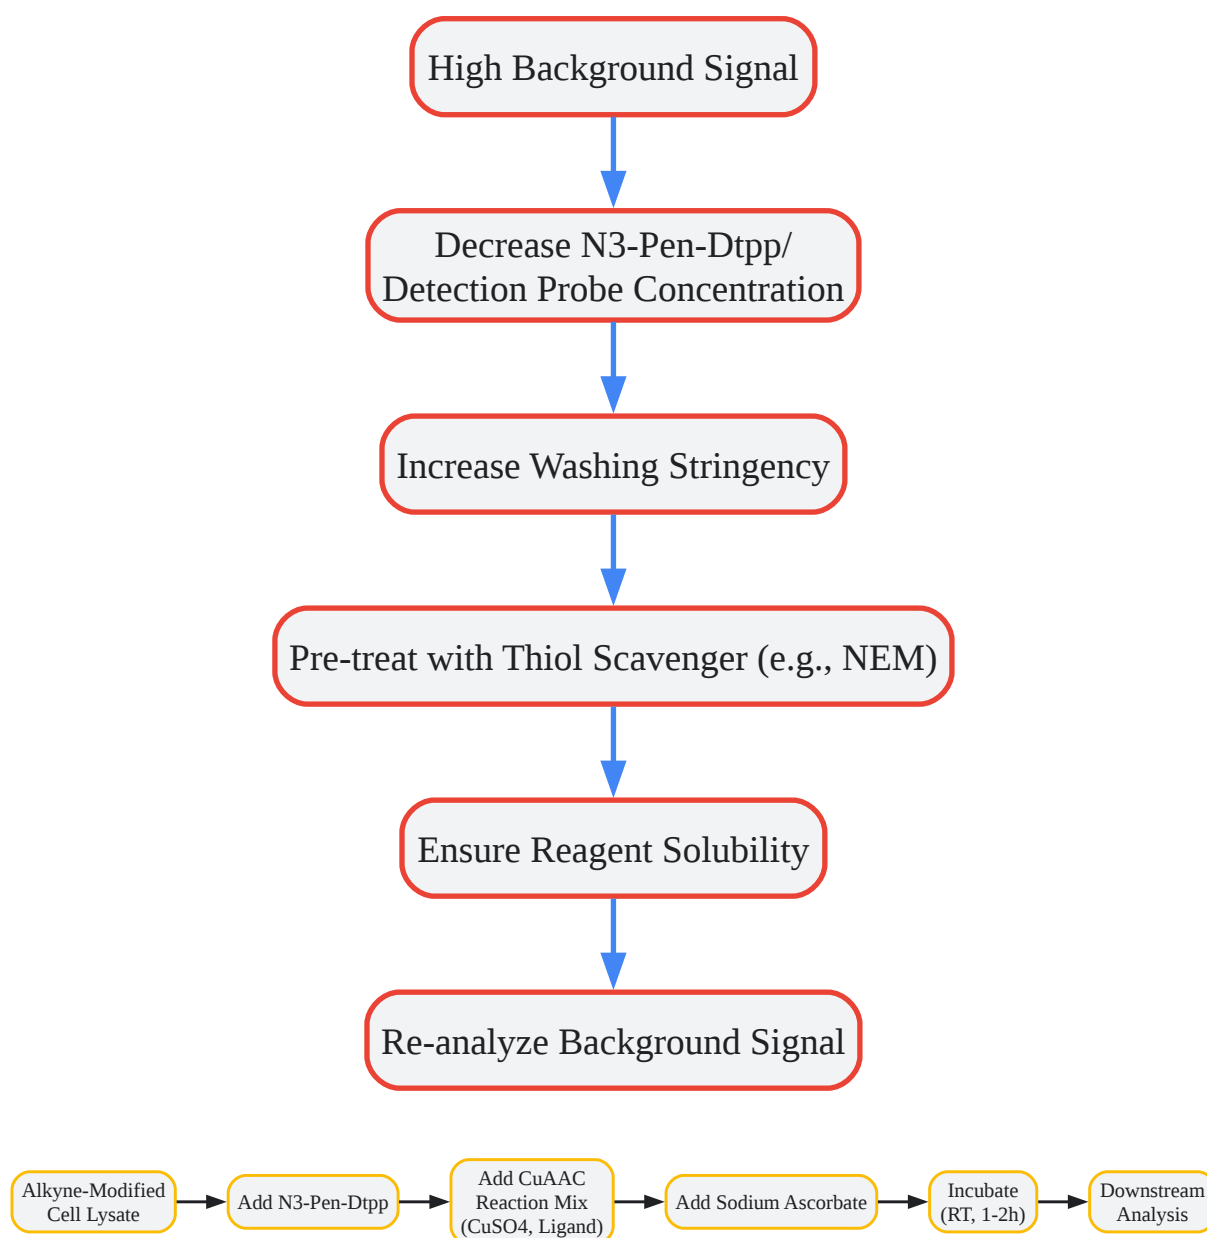 High Background Signal
Decrease N3-Pen-Dtpp/
Detection Probe Concentration
Increase Washing Stringency
Pre-treat with Thiol Scavenger (e.g., NEM)
Ensure Reagent Solubility
Re-analyze Background Signal
Alkyne-Modified
Cell Lysate
Add N3-Pen-Dtpp
Add CuAAC
Reaction Mix
(CuSO4, Ligand)
Add Sodium Ascorbate
Incubate
(RT, 1-2h)
Downstream
Analysis